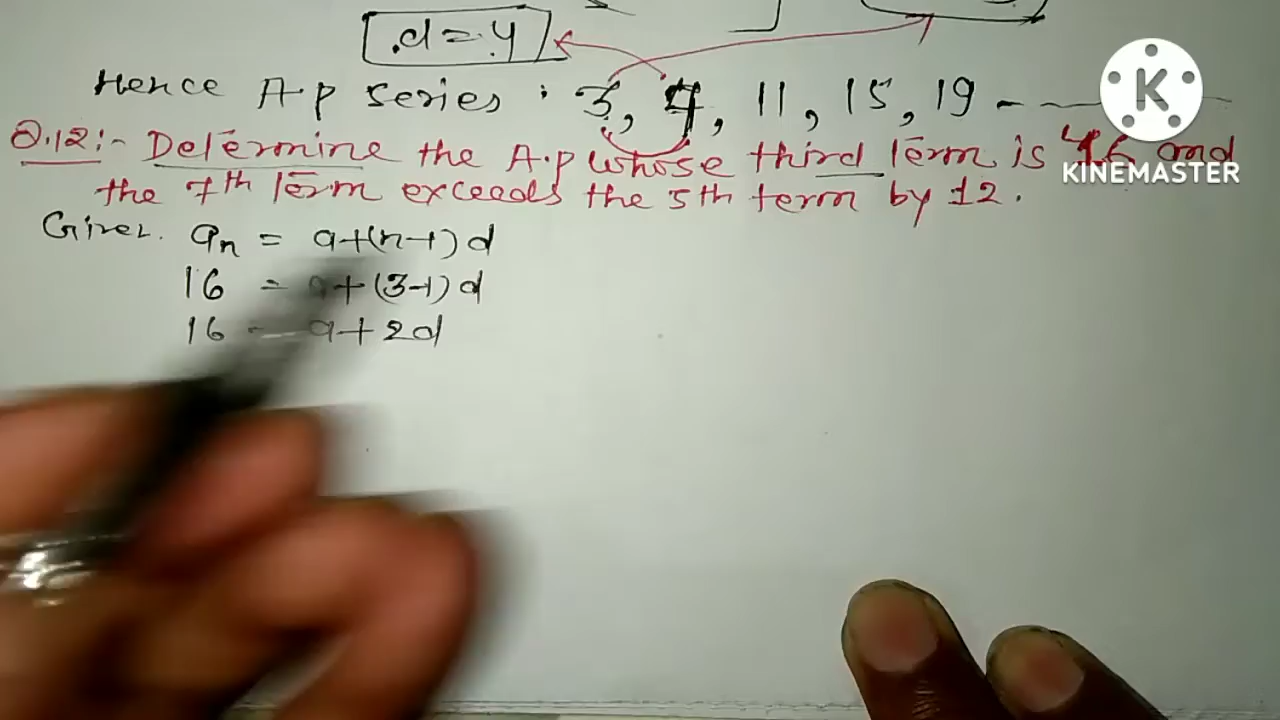 d = 4
Hence A.P series : 3, 7, 11, 15, 19 - -
Q.12:- Determine the A.P whose third term is 16 and
the 7th term exceeds the 5th term by 12.
Given. an = a+(n-1)d
16 = a+(3-1)d
16 = a+2d
K
KINEMASTER